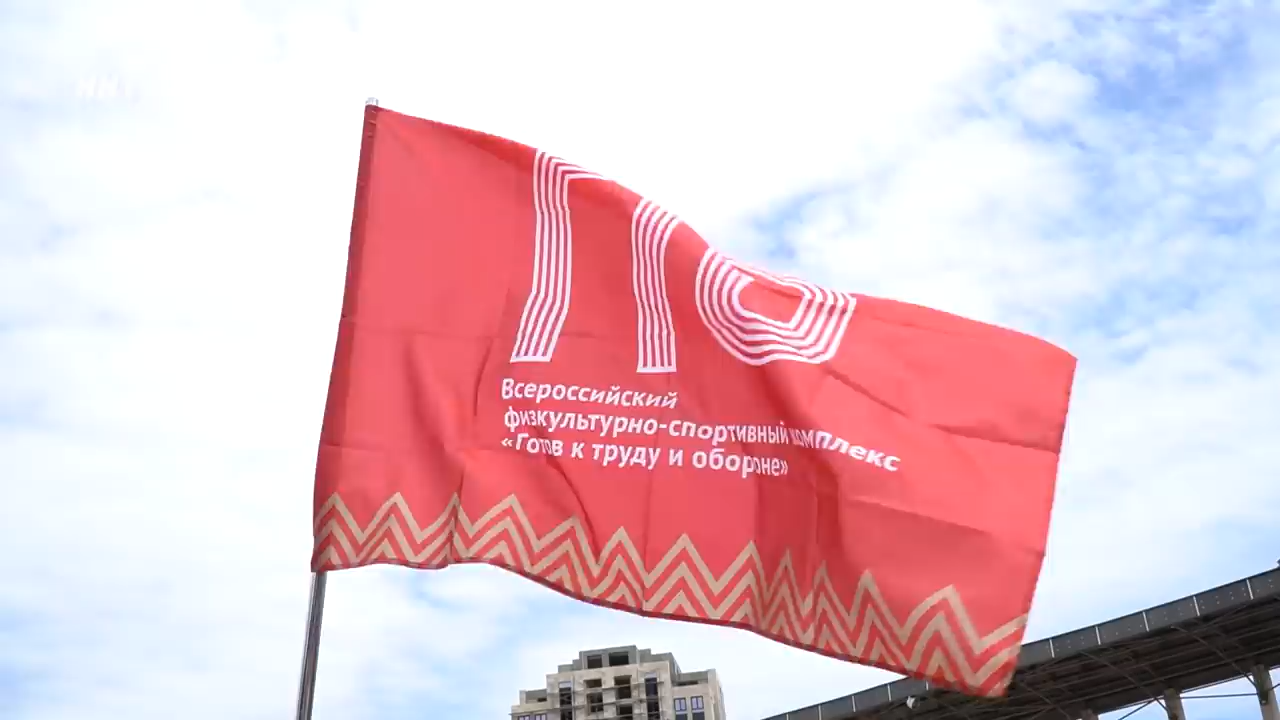 ГТО
Всероссийский
физкультурно-спортивный комплекс
«Готов к труду и обороне»